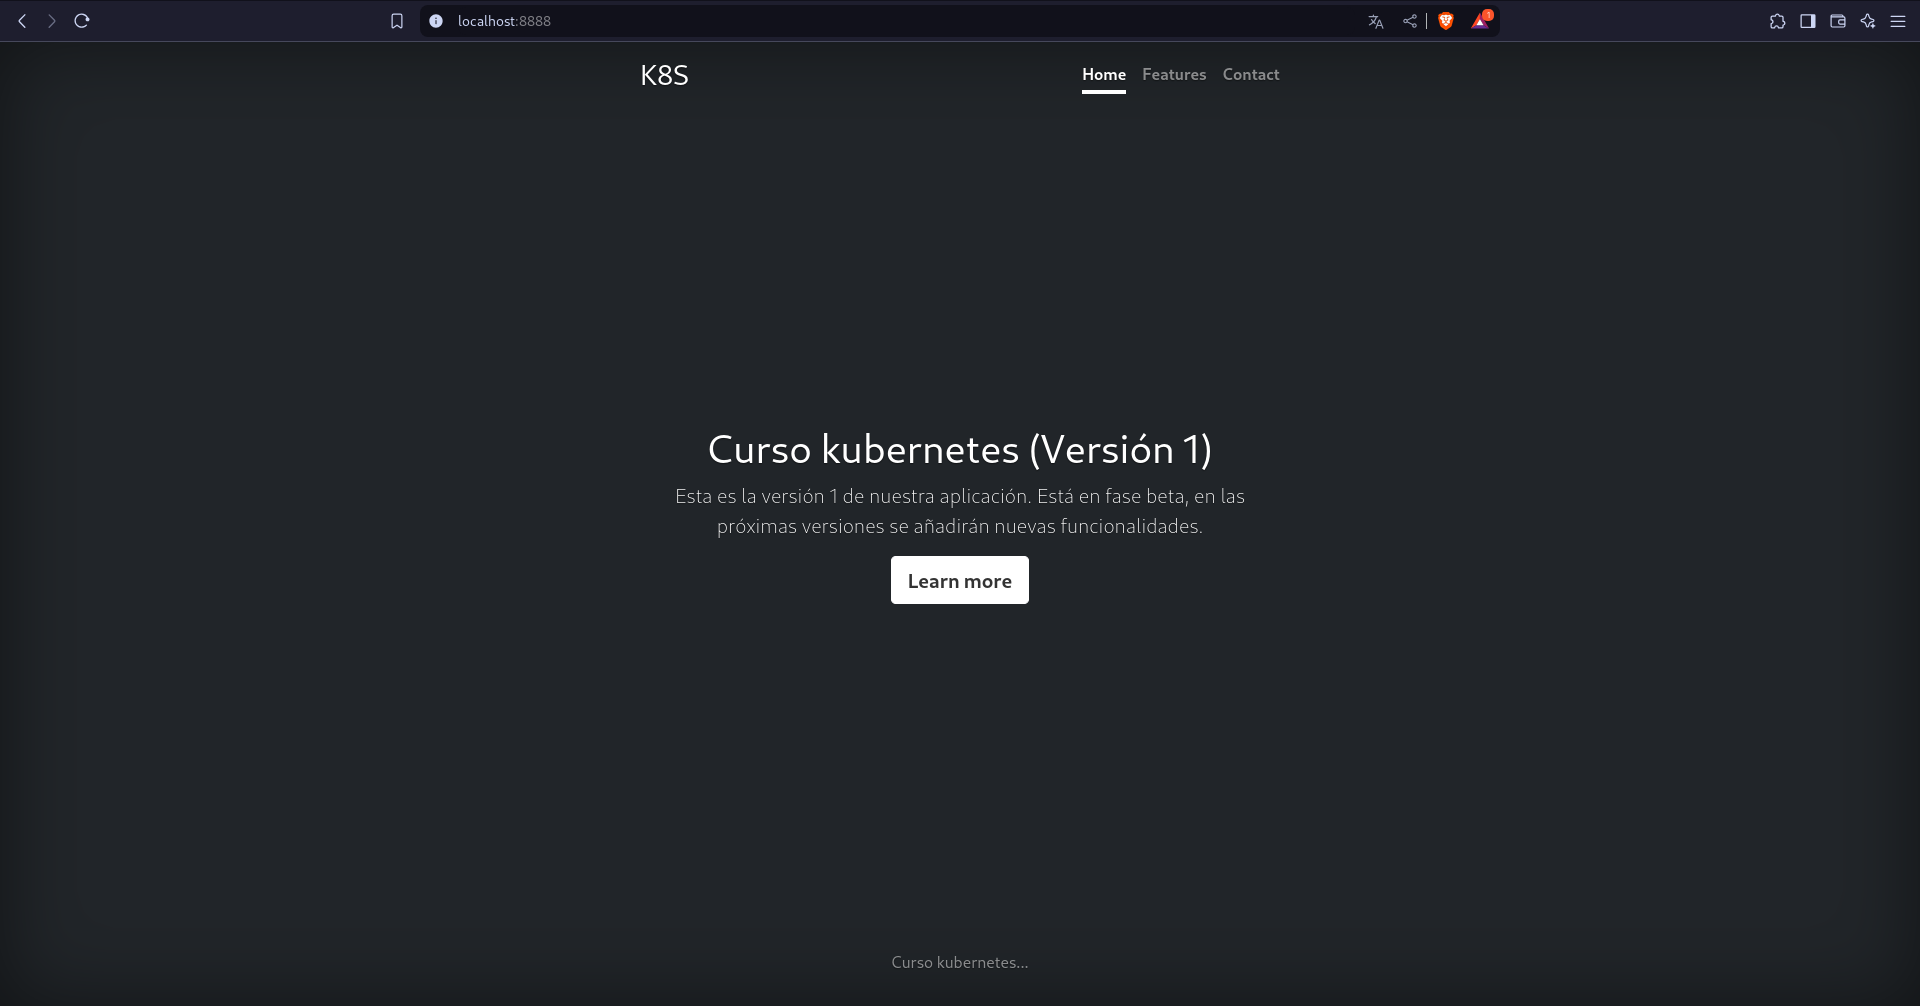 localhost:8888
1
K8S
Home Features Contact
Curso kubernetes (Versión 1)
Esta es la versión 1 de nuestra aplicación. Está en fase beta, en las
próximas versiones se añadirán nuevas funcionalidades.
Learn more
Curso kubernetes...